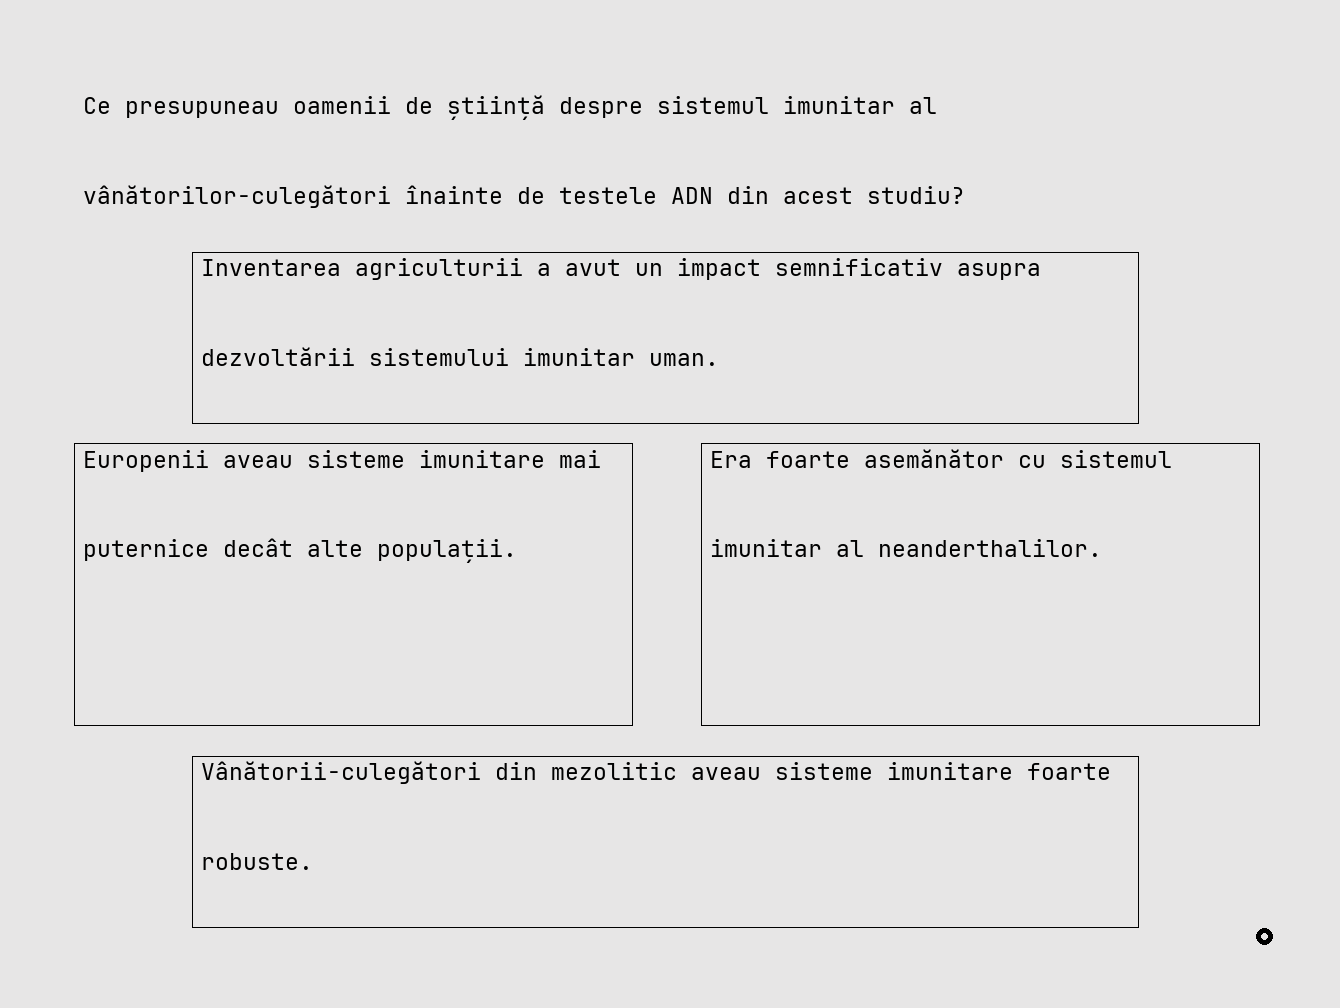 Ce presupuneau oamenii de știință despre sistemul imunitar al
vânătorilor-culegători înainte de testele ADN din acest studiu?
Inventarea agriculturii a avut un impact semnificativ asupra
dezvoltării sistemului imunitar uman.
Europenii aveau sisteme imunitare mai
puternice decât alte populații.
Era foarte asemănător cu sistemul
imunitar al neanderthalilor.
Vânătorii-culegători din mezolitic aveau sisteme imunitare foarte
robuste.